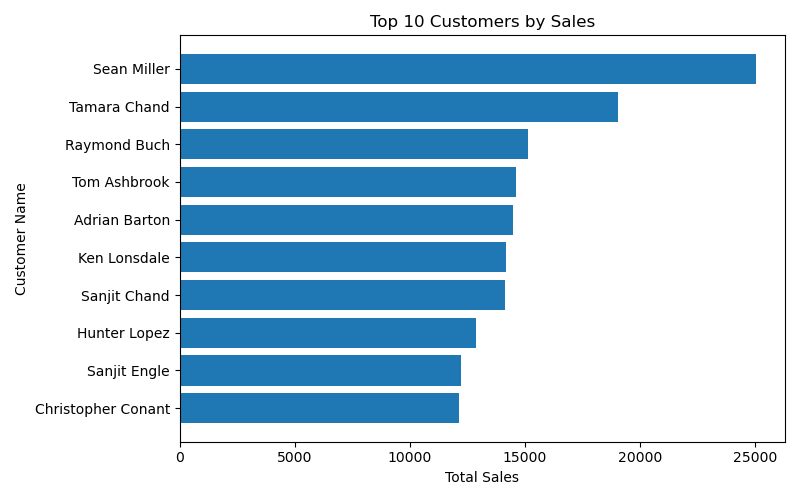 Top 10 Customers by Sales
Customer Name
Sean Miller
Tamara Chand
Raymond Buch
Tom Ashbrook
Adrian Barton
Ken Lonsdale
Sanjit Chand
Hunter Lopez
Sanjit Engle
Christopher Conant
0 5000 10000 15000 20000 25000
Total Sales